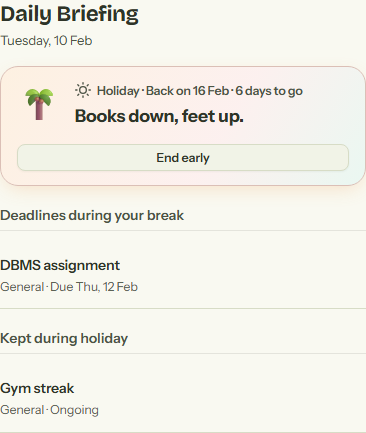 Daily Briefing
Tuesday, 10 Feb
Holiday · Back on 16 Feb · 6 days to go
Books down, feet up.
End early
Deadlines during your break
DBMS assignment
General · Due Thu, 12 Feb
Kept during holiday
Gym streak
General · Ongoing